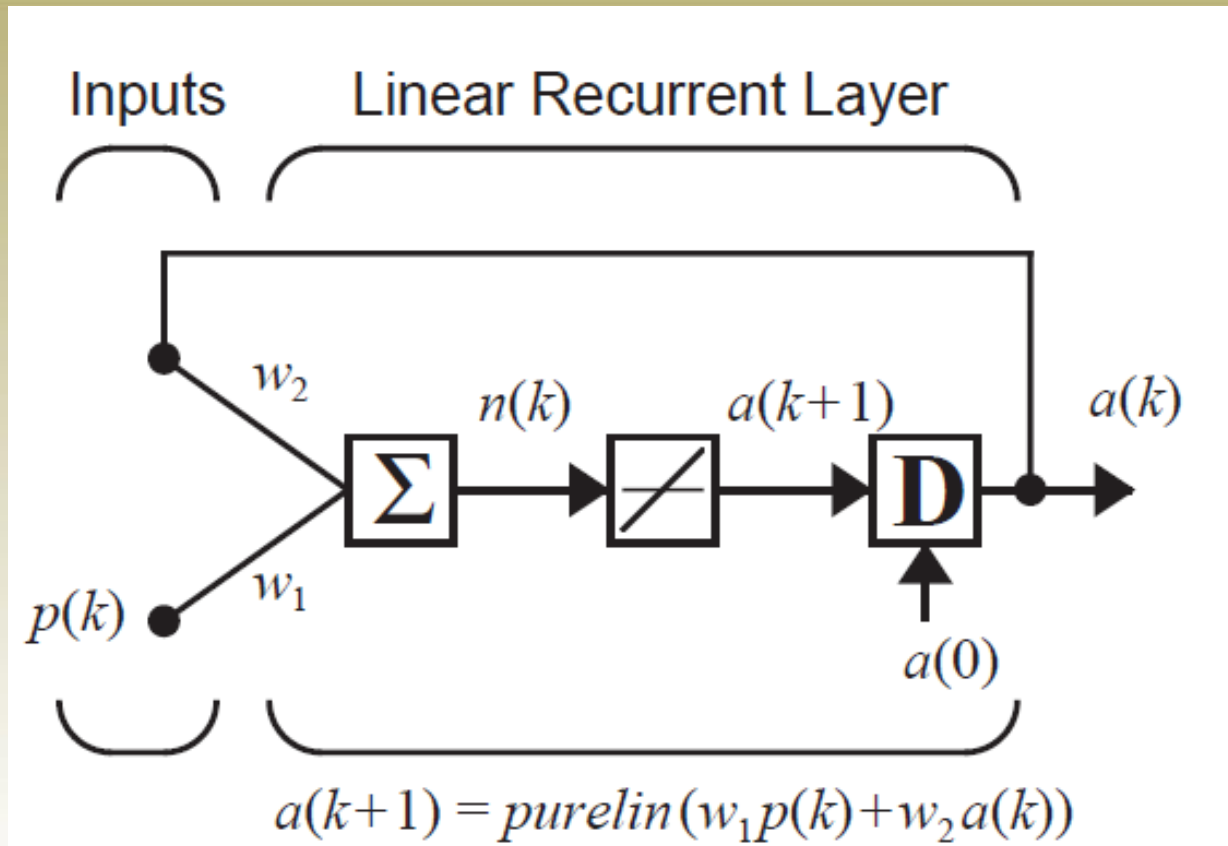 Inputs Linear Recurrent Layer
w₂ n(k) a(k+1) a(k)
Σ D
p(k) w₁
a(0)
a(k+1) = purelin(w₁p(k)+w₂a(k))